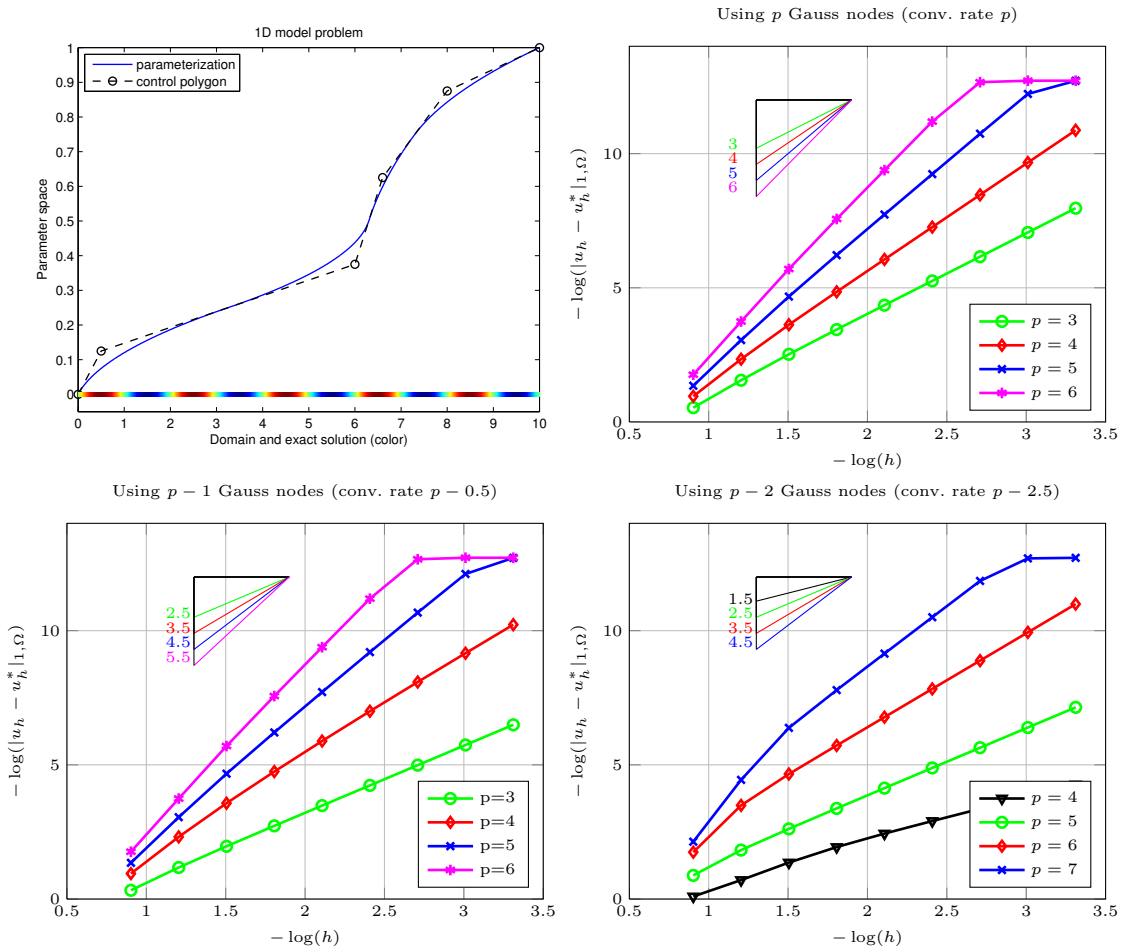 1D model problem
parameterization
control polygon
1
0.9
0.8
0.7
0.6
0.5
0.4
0.3
0.2
0.1
0
Parameter space
0 1 2 3 4 5 6 7 8 9 10
Domain and exact solution (color)
Using p Gauss nodes (conv. rate p)
10
5
0
− log(|u_h − u_h^*|_{1,Ω})
3
4
5
6
p = 3
p = 4
p = 5
p = 6
0.5 1 1.5 2 2.5 3 3.5
− log(h)
Using p − 1 Gauss nodes (conv. rate p − 0.5)
10
5
0
− log(|u_h − u_h^*|_{1,Ω})
2.5
3.5
4.5
5.5
p=3
p=4
p=5
p=6
0.5 1 1.5 2 2.5 3 3.5
− log(h)
Using p − 2 Gauss nodes (conv. rate p − 2.5)
10
5
0
− log(|u_h − u_h^*|_{1,Ω})
1.5
2.5
3.5
4.5
p = 4
p = 5
p = 6
p = 7
0.5 1 1.5 2 2.5 3 3.5
− log(h)